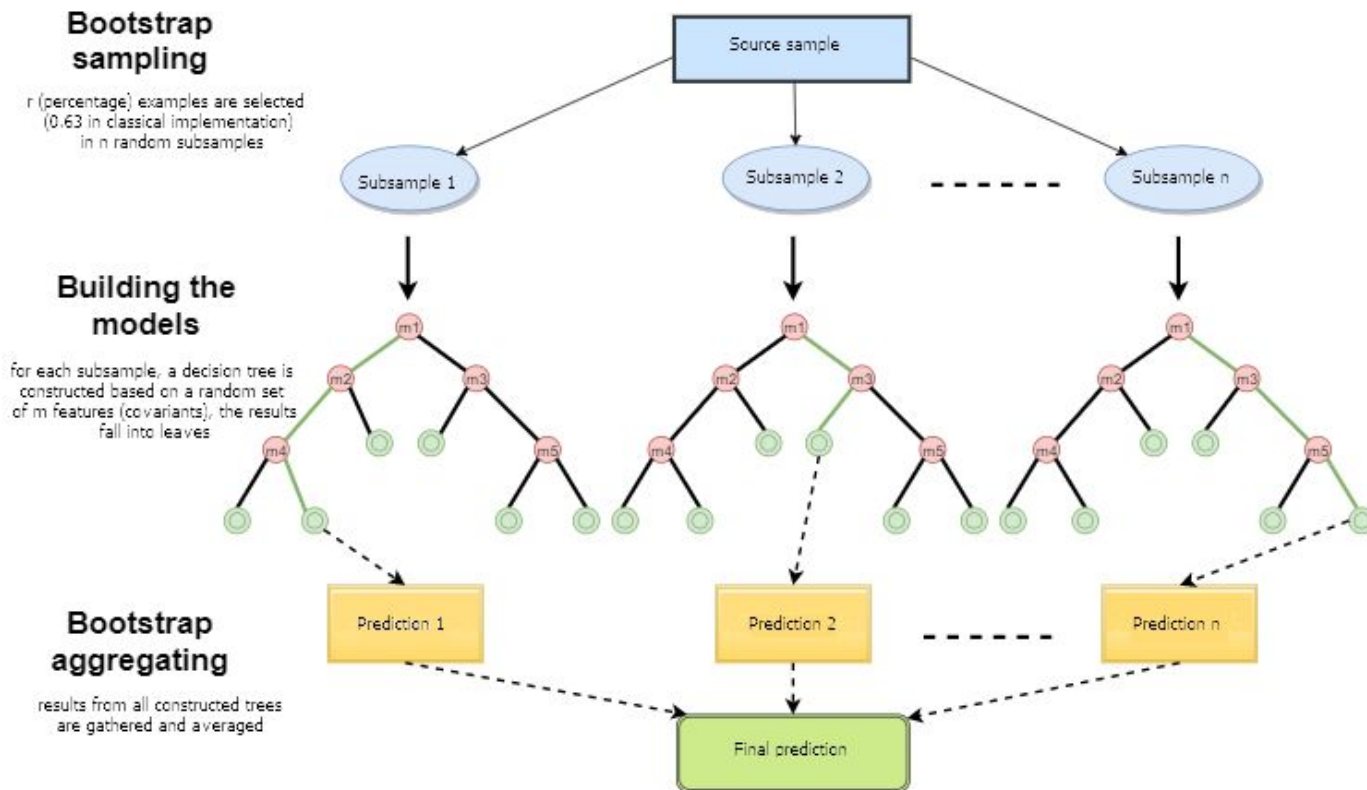 Bootstrap
sampling
r (percentage) examples are selected
(0.63 in classical implementation)
in n random subsamples
Source sample
Subsample 1
Subsample 2
Subsample n
Building the
models
for each subsample, a decision tree is
constructed based on a random set
of m features (covariants), the results
fall into leaves
m1
m2
m3
m4
m5
m1
m2
m3
m4
m5
m1
m2
m3
m4
m5
Bootstrap
aggregating
results from all constructed trees
are gathered and averaged
Prediction 1
Prediction 2
Prediction n
Final prediction